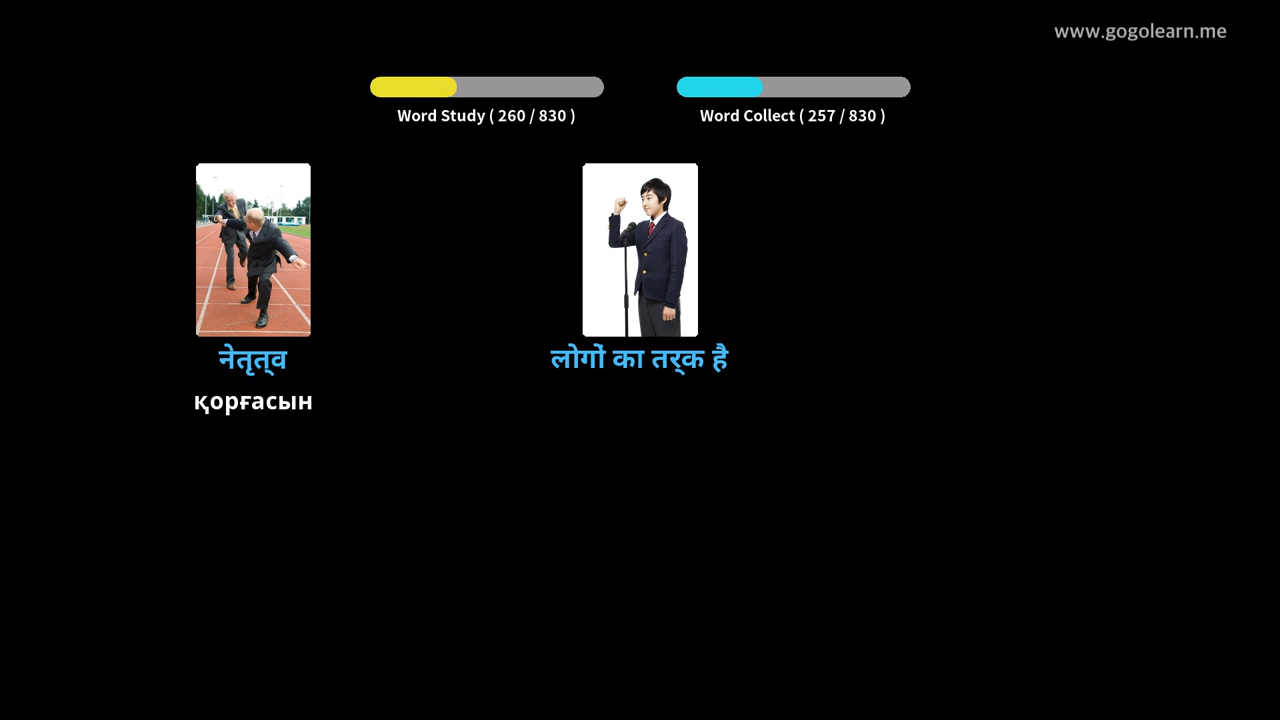 www.gogolearn.me
Word Study ( 260 / 830 )
Word Collect ( 257 / 830 )
नेतृत्व
लोगों का तर्क है
қорғасын